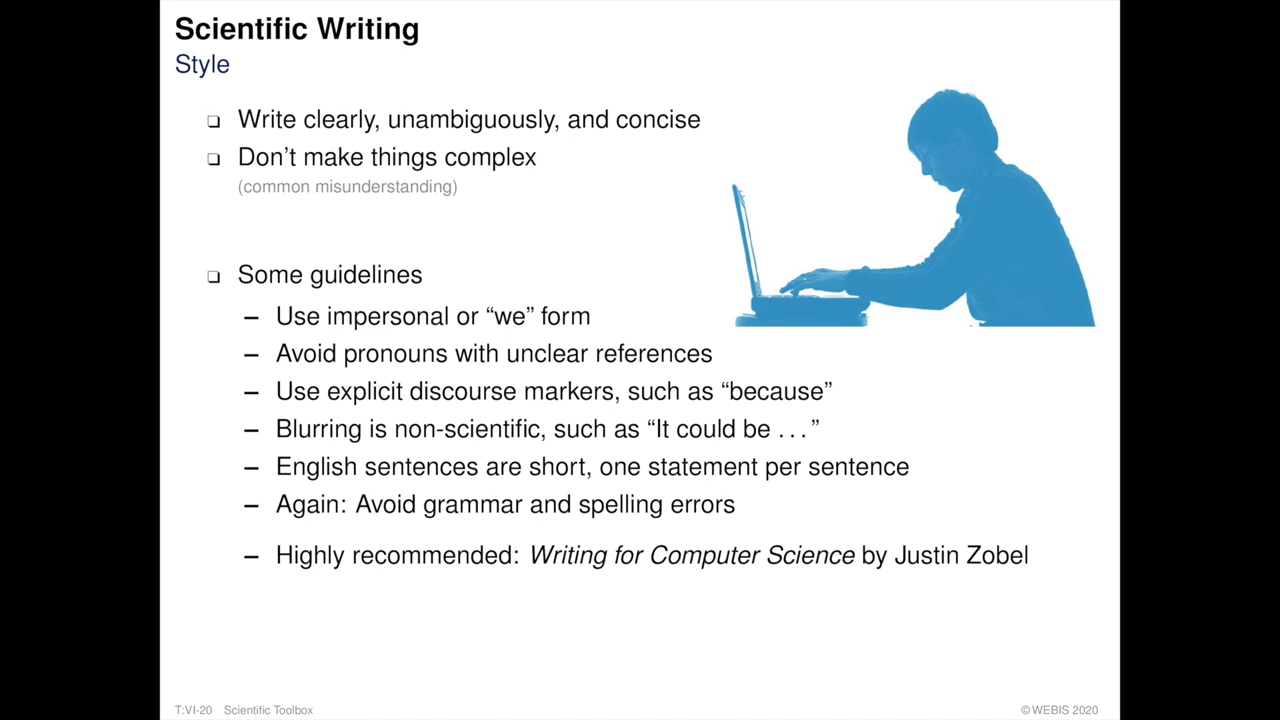 Scientific Writing
Style
❑ Write clearly, unambiguously, and concise
❑ Don't make things complex
(common misunderstanding)
❑ Some guidelines
– Use impersonal or “we” form
– Avoid pronouns with unclear references
– Use explicit discourse markers, such as “because”
– Blurring is non-scientific, such as “It could be . . . ”
– English sentences are short, one statement per sentence
– Again: Avoid grammar and spelling errors
– Highly recommended: Writing for Computer Science by Justin Zobel
T:VI-20 Scientific Toolbox ©WEBIS 2020